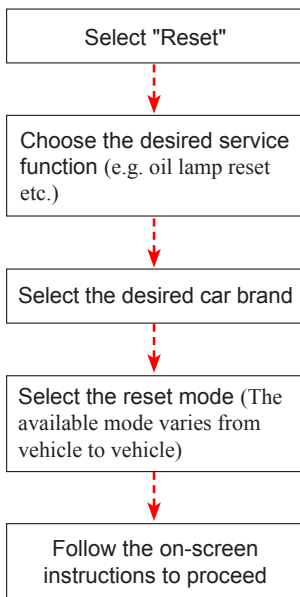 Select "Reset"
Choose the desired service
function (e.g. oil lamp reset
etc.)
Select the desired car brand
Select the reset mode (The
available mode varies from
vehicle to vehicle)
Follow the on-screen
instructions to proceed